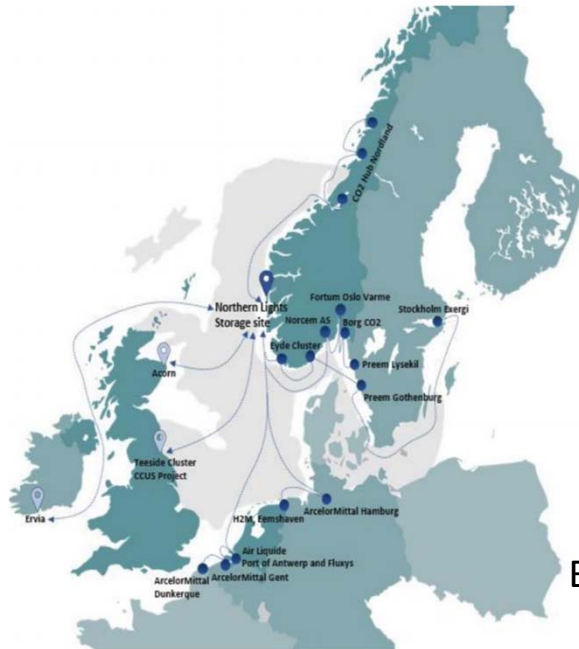 CO2 Hub Nordland
Northern Lights
Storage site
Fortum Oslo Varme
Stockholm Exergi
Norcem AS
Borg CO2
Eyde Cluster
Acorn
Preem Lysekil
Preem Gothenburg
Teeside Cluster
CCUS Project
Ervia
H2M, Eemshaven
ArcelorMittal Hamburg
Air Liquide
Port of Antwerp and Fluxys
ArcelorMittal Gent
ArcelorMittal
Dunkerque
E